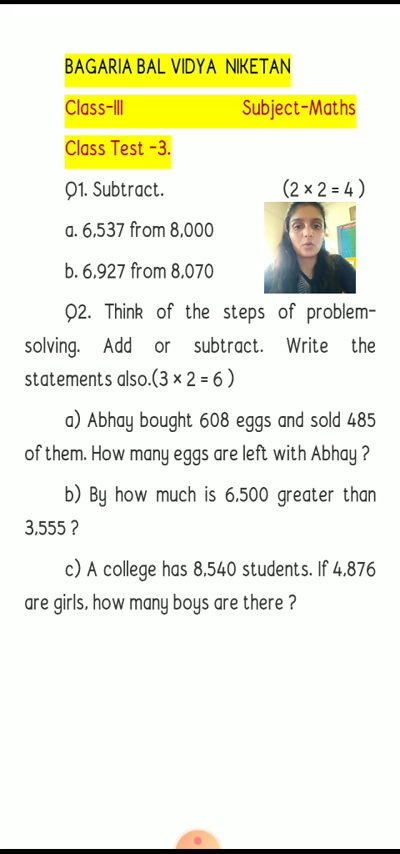 BAGARIA BAL VIDYA NIKETAN
Class-III Subject-Maths
Class Test -3.
Q1. Subtract. (2 × 2 = 4 )
a. 6,537 from 8,000
b. 6,927 from 8,070
Q2. Think of the steps of problem-
solving. Add or subtract. Write the
statements also.(3 × 2 = 6 )
a) Abhay bought 608 eggs and sold 485
of them. How many eggs are left with Abhay ?
b) By how much is 6,500 greater than
3,555 ?
c) A college has 8,540 students. If 4,876
are girls, how many boys are there ?